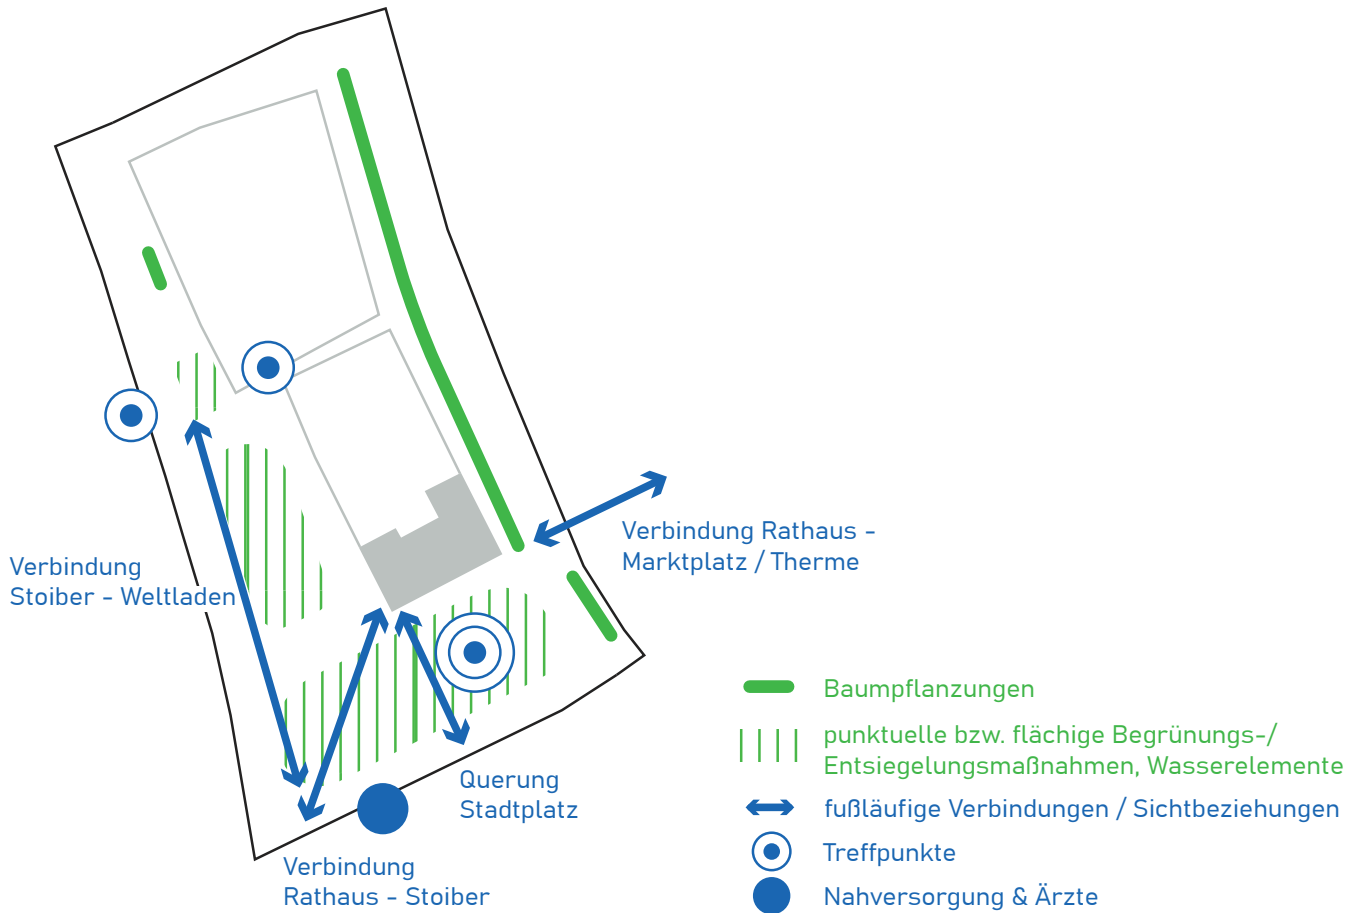 Verbindung Rathaus -
Marktplatz / Therme
Verbindung
Stoiber - Weltladen
Querung
Stadtplatz
Verbindung
Rathaus - Stoiber
Baumpflanzungen
punktuelle bzw. flächige Begrünungs-/
Entsiegelungsmaßnahmen, Wasserelemente
fußläufige Verbindungen / Sichtbeziehungen
Treffpunkte
Nahversorgung & Ärzte